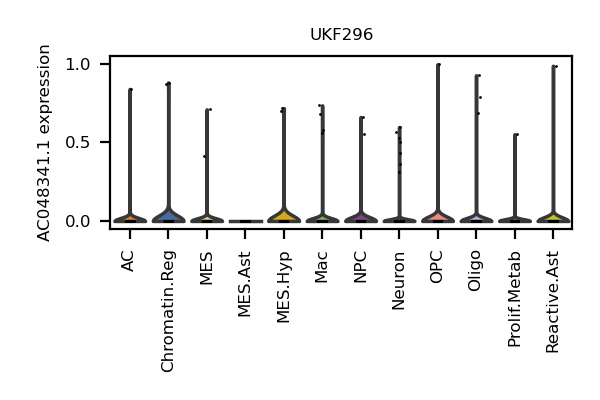 UKF296
AC048341.1 expression
1.0
0.5
0.0
AC
Chromatin.Reg
MES
MES.Ast
MES.Hyp
Mac
NPC
Neuron
OPC
Oligo
Prolif.Metab
Reactive.Ast